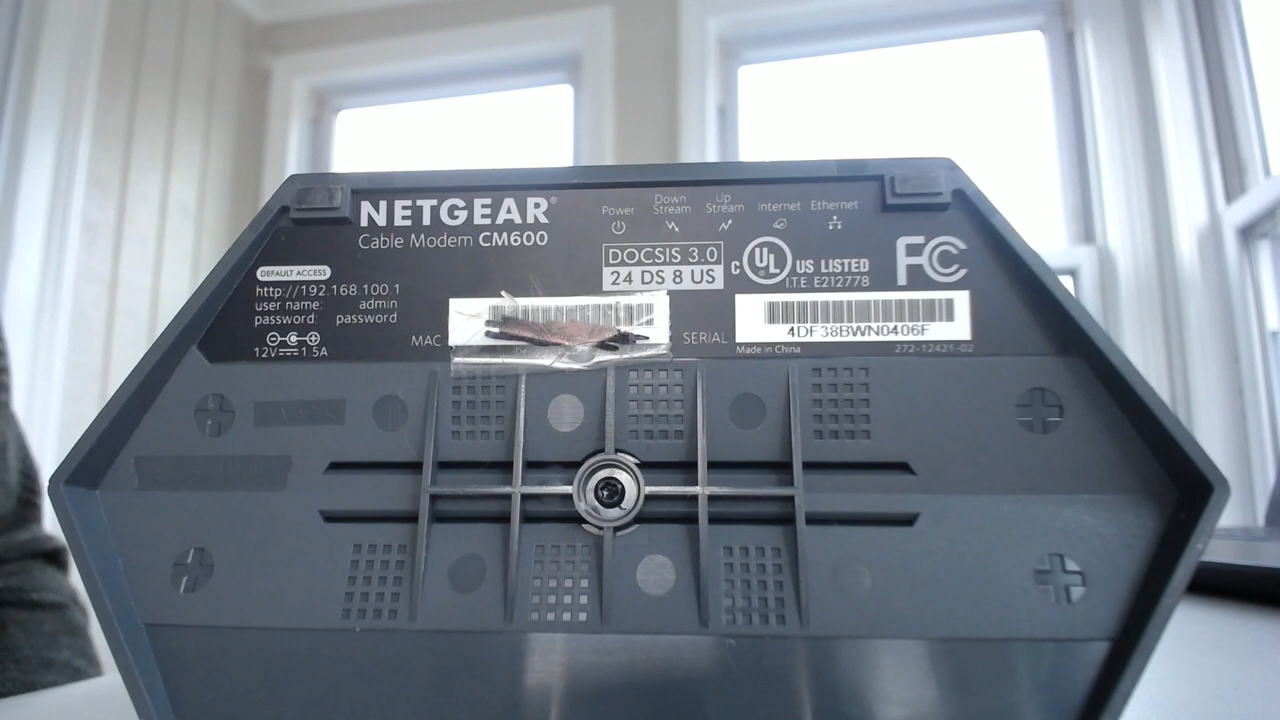 NETGEAR®
Cable Modem CM600
Power
Down Stream
Up Stream
Internet
Ethernet
DOCSIS 3.0
24 DS 8 US
C UL US LISTED
I.T.E. E212778
FC
DEFAULT ACCESS
http://192.168.100.1
user name: admin
password: password
12V 1.5A
MAC
SERIAL
4DF38BWN0406F
Made in China
272-12421-02